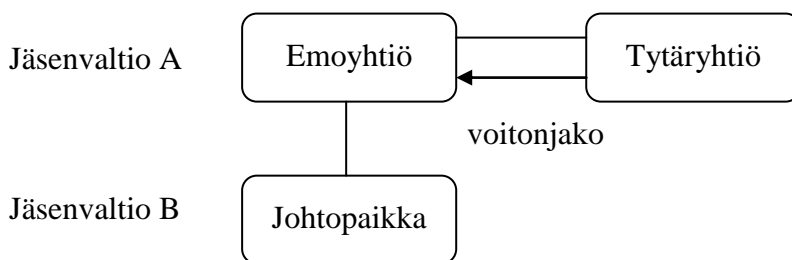 Jäsenvaltio A
Emoyhtiö
Tytäryhtiö
voitonjako
Jäsenvaltio B
Johtopaikka